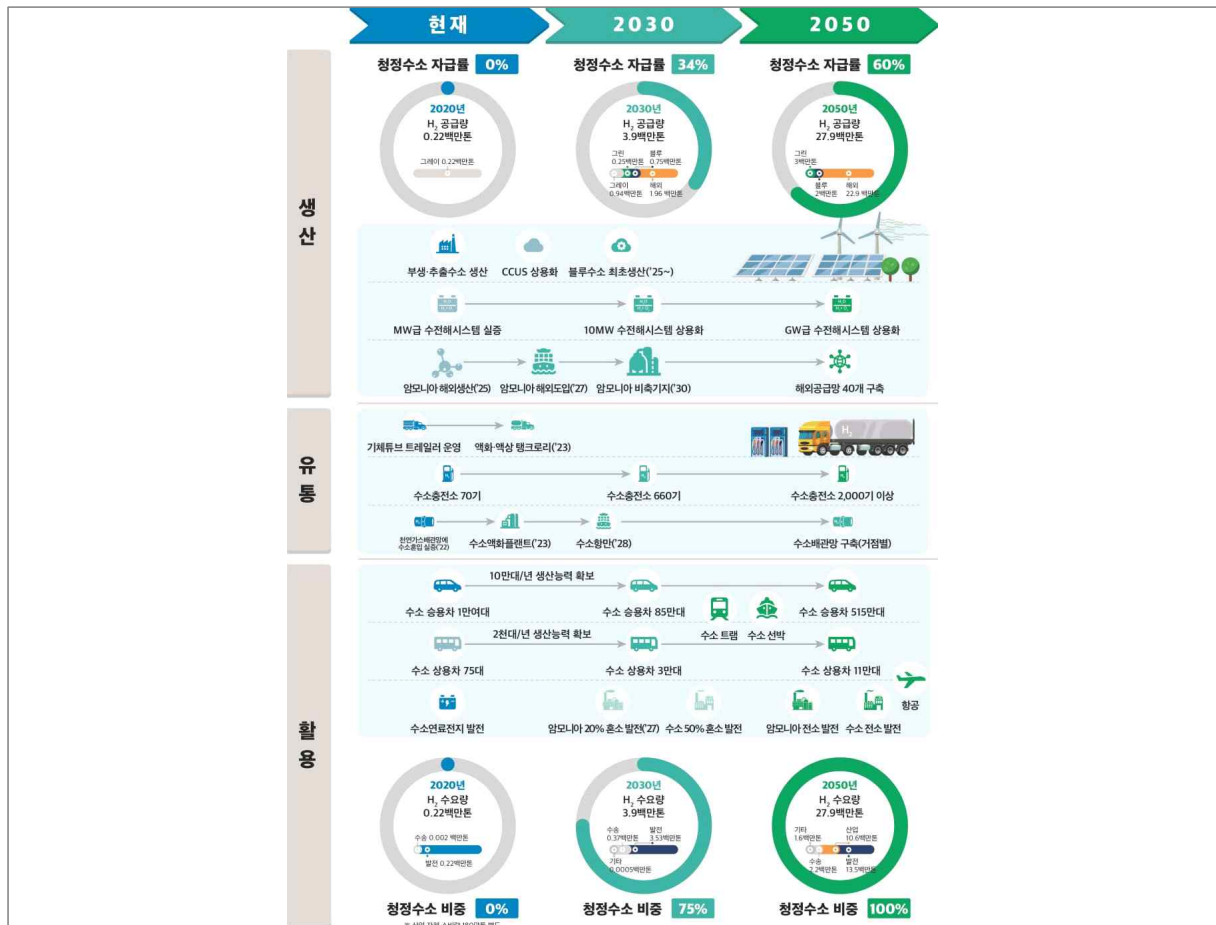 현재
2030
2050
생산
청정수소 자급률 0%
청정수소 자급률 34%
청정수소 자급률 60%
2020년
H₂ 공급량
0.22백만톤
그레이 0.22백만톤
2030년
H₂ 공급량
3.9백만톤
그린 블루
0.25백만톤 0.75백만톤
그레이 해외
0.94백만톤 1.96 백만톤
2050년
H₂ 공급량
27.9백만톤
그린
3백만톤
블루 해외
2백만톤 22.9 백만톤
부생·추출수소 생산
CCUS 상용화
블루수소 최초생산('25~)
MW급 수전해시스템 실증
10MW 수전해시스템 상용화
GW급 수전해시스템 상용화
암모니아 해외생산('25)
암모니아 해외도입('27)
암모니아 비축기지('30)
해외공급망 40개 구축
유통
기체튜브 트레일러 운영
액화·액상 탱크로리('23)
H₂
수소충전소 70기
수소충전소 660기
수소충전소 2,000기 이상
천연가스배관망에
수소혼입 실증('22)
수소액화플랜트('23)
수소항만('28)
수소배관망 구축(거점별)
활용
10만대/년 생산능력 확보
수소 승용차 1만여대
수소 승용차 85만대
수소 승용차 515만대
2천대/년 생산능력 확보
수소 트램
수소 선박
수소 상용차 75대
수소 상용차 3만대
수소 상용차 11만대
항공
수소연료전지 발전
암모니아 20% 혼소 발전('27)
수소 50% 혼소 발전
암모니아 전소 발전
수소 전소 발전
2020년
H₂ 수요량
0.22백만톤
수송 0.002 백만톤
발전 0.22백만톤
2030년
H₂ 수요량
3.9백만톤
수송 발전
0.37백만톤 3.53백만톤
기타
0.0005백만톤
2050년
H₂ 수요량
27.9백만톤
기타 산업
1.6백만톤 10.6백만톤
수송 발전
2.2백만톤 13.5백만톤
청정수소 비중 0%
청정수소 비중 75%
청정수소 비중 100%